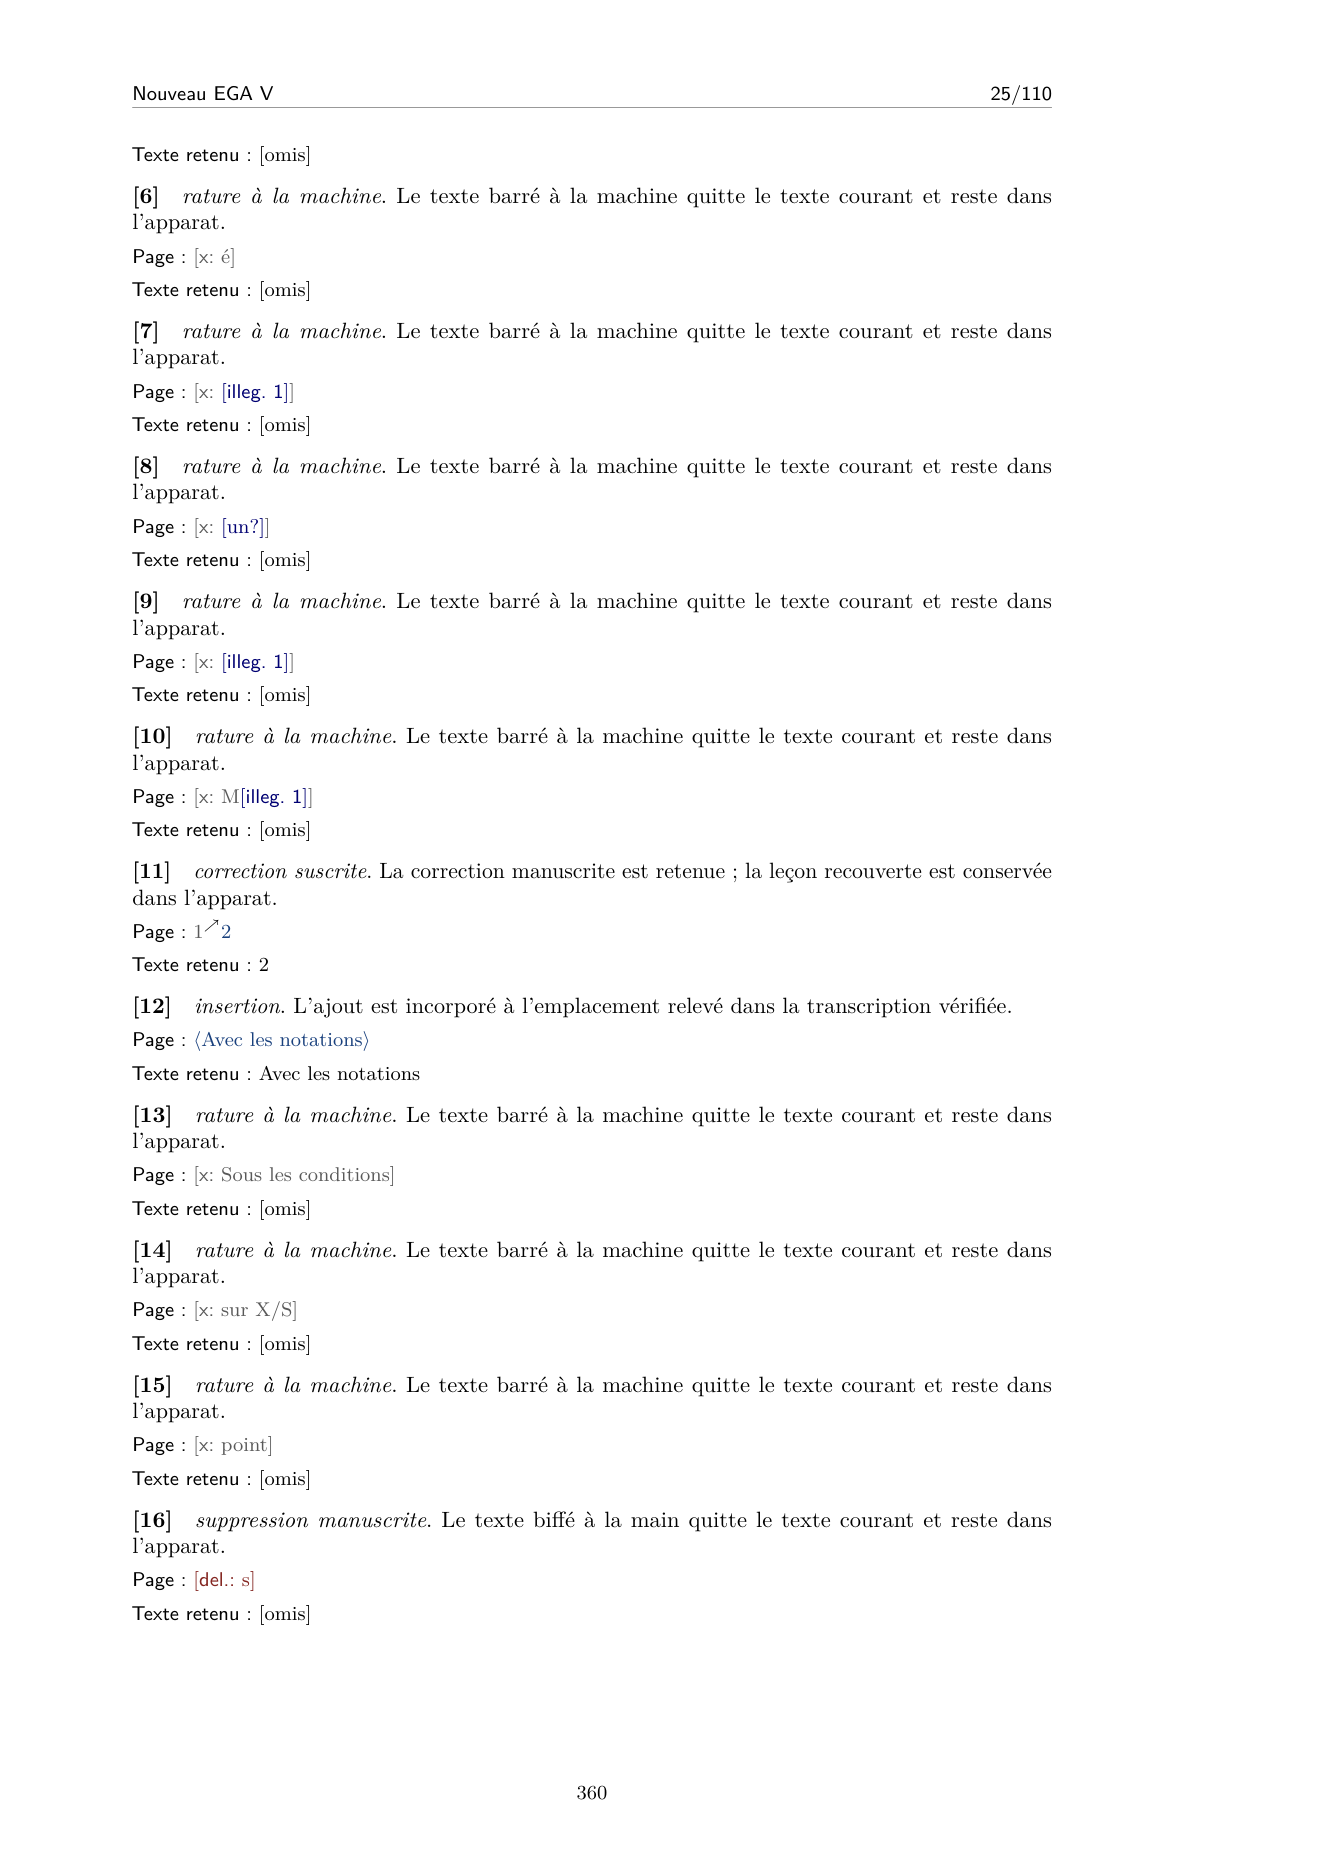 Nouveau EGA V 25/110
Texte retenu : [omis]
[6] rature à la machine. Le texte barré à la machine quitte le texte courant et reste dans
l'apparat.
Page : [x: é]
Texte retenu : [omis]
[7] rature à la machine. Le texte barré à la machine quitte le texte courant et reste dans
l'apparat.
Page : [x: [illeg. 1]]
Texte retenu : [omis]
[8] rature à la machine. Le texte barré à la machine quitte le texte courant et reste dans
l'apparat.
Page : [x: [un?]]
Texte retenu : [omis]
[9] rature à la machine. Le texte barré à la machine quitte le texte courant et reste dans
l'apparat.
Page : [x: [illeg. 1]]
Texte retenu : [omis]
[10] rature à la machine. Le texte barré à la machine quitte le texte courant et reste dans
l'apparat.
Page : [x: M[illeg. 1]]
Texte retenu : [omis]
[11] correction suscrite. La correction manuscrite est retenue ; la leçon recouverte est conservée
dans l'apparat.
Page : 1↗2
Texte retenu : 2
[12] insertion. L'ajout est incorporé à l'emplacement relevé dans la transcription vérifiée.
Page : ⟨Avec les notations⟩
Texte retenu : Avec les notations
[13] rature à la machine. Le texte barré à la machine quitte le texte courant et reste dans
l'apparat.
Page : [x: Sous les conditions]
Texte retenu : [omis]
[14] rature à la machine. Le texte barré à la machine quitte le texte courant et reste dans
l'apparat.
Page : [x: sur X/S]
Texte retenu : [omis]
[15] rature à la machine. Le texte barré à la machine quitte le texte courant et reste dans
l'apparat.
Page : [x: point]
Texte retenu : [omis]
[16] suppression manuscrite. Le texte biffé à la main quitte le texte courant et reste dans
l'apparat.
Page : [del.: s]
Texte retenu : [omis]
360